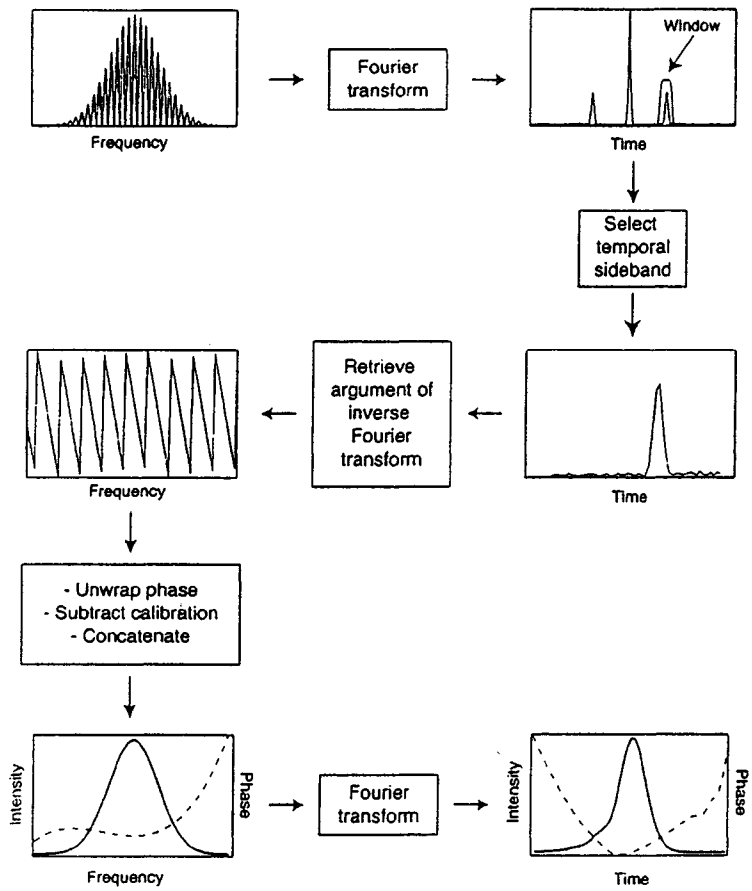 Fourier
transform
Window
Frequency
Time
Select
temporal
sideband
Retrieve
argument of
inverse
Fourier
transform
Frequency
Time
- Unwrap phase
- Subtract calibration
- Concatenate
Intensity
Phase
Fourier
transform
Intensity
Phase
Frequency
Time